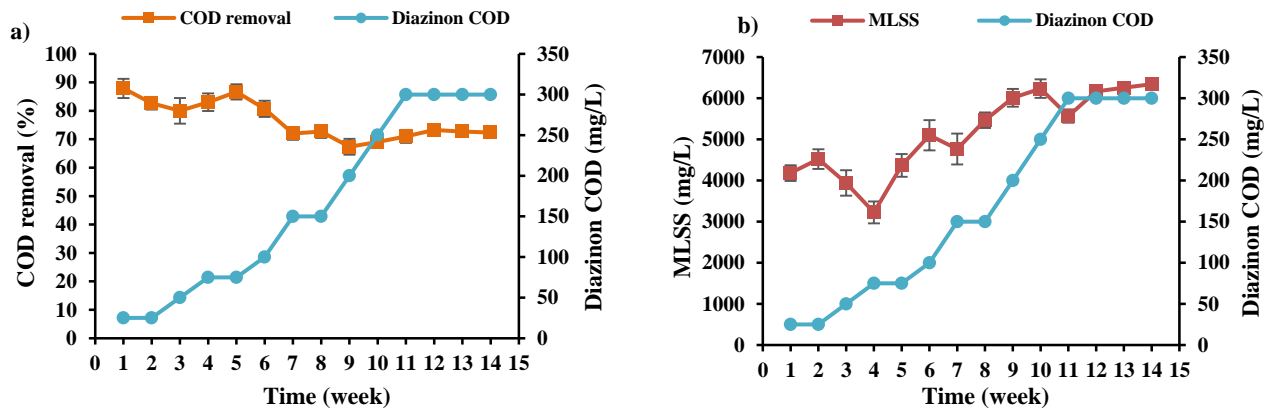 COD removal
Diazinon COD
a)
100
90
80
70
60
50
40
30
20
10
0
COD removal (%)
350
300
250
200
150
100
50
0
Diazinon COD (mg/L)
0 1 2 3 4 5 6 7 8 9 10 11 12 13 14 15
Time (week)
MLSS
Diazinon COD
b)
7000
6000
5000
4000
3000
2000
1000
0
MLSS (mg/L)
350
300
250
200
150
100
50
0
Diazinon COD (mg/L)
0 1 2 3 4 5 6 7 8 9 10 11 12 13 14 15
Time (week)